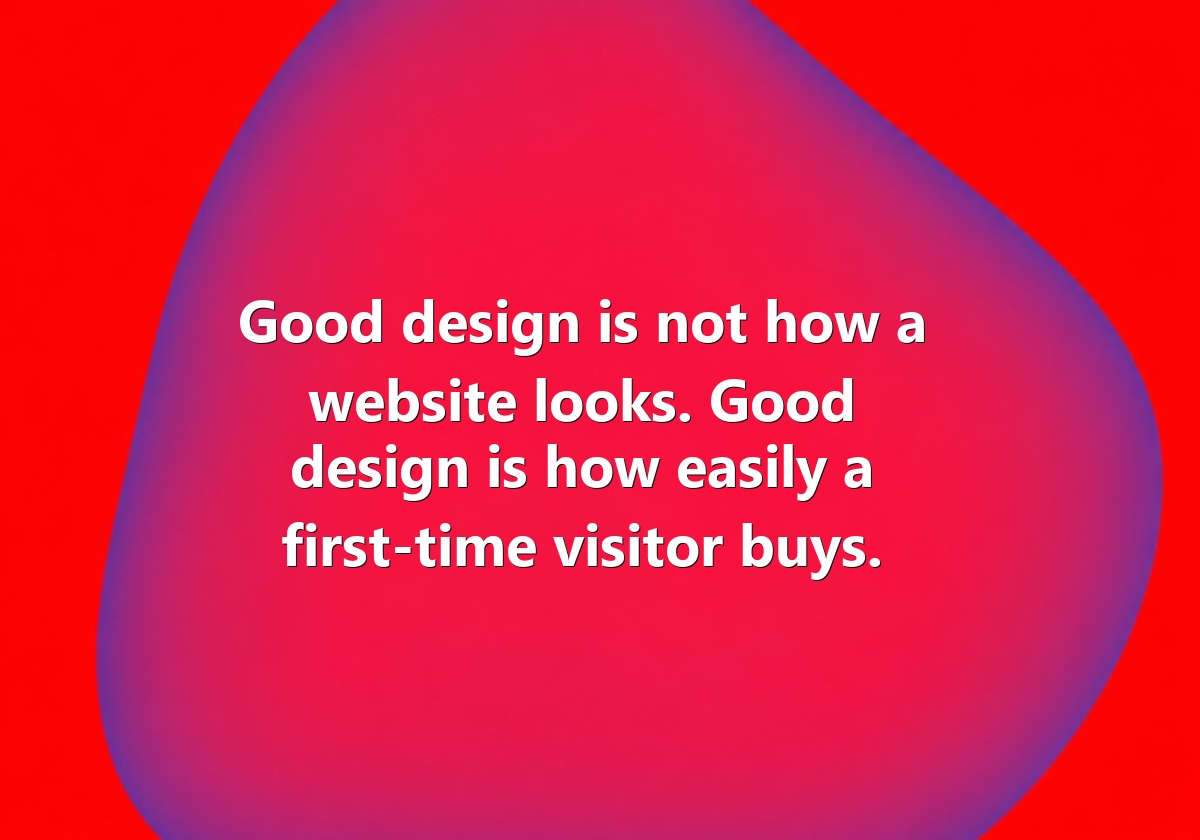 Good design is not how a
website looks. Good
design is how easily a
first-time visitor buys.